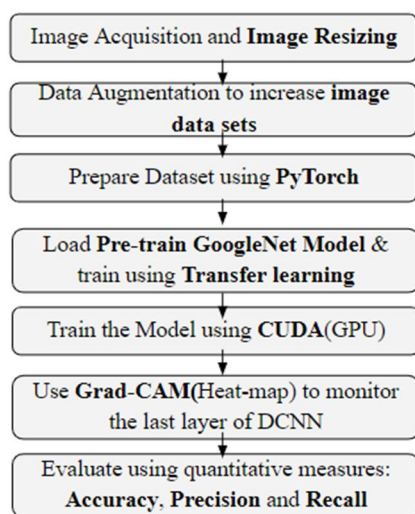 Image Acquisition and Image Resizing
Data Augmentation to increase image
data sets
Prepare Dataset using PyTorch
Load Pre-train GoogleNet Model &
train using Transfer learning
Train the Model using CUDA(GPU)
Use Grad-CAM(Heat-map) to monitor
the last layer of DCNN
Evaluate using quantitative measures:
Accuracy, Precision and Recall